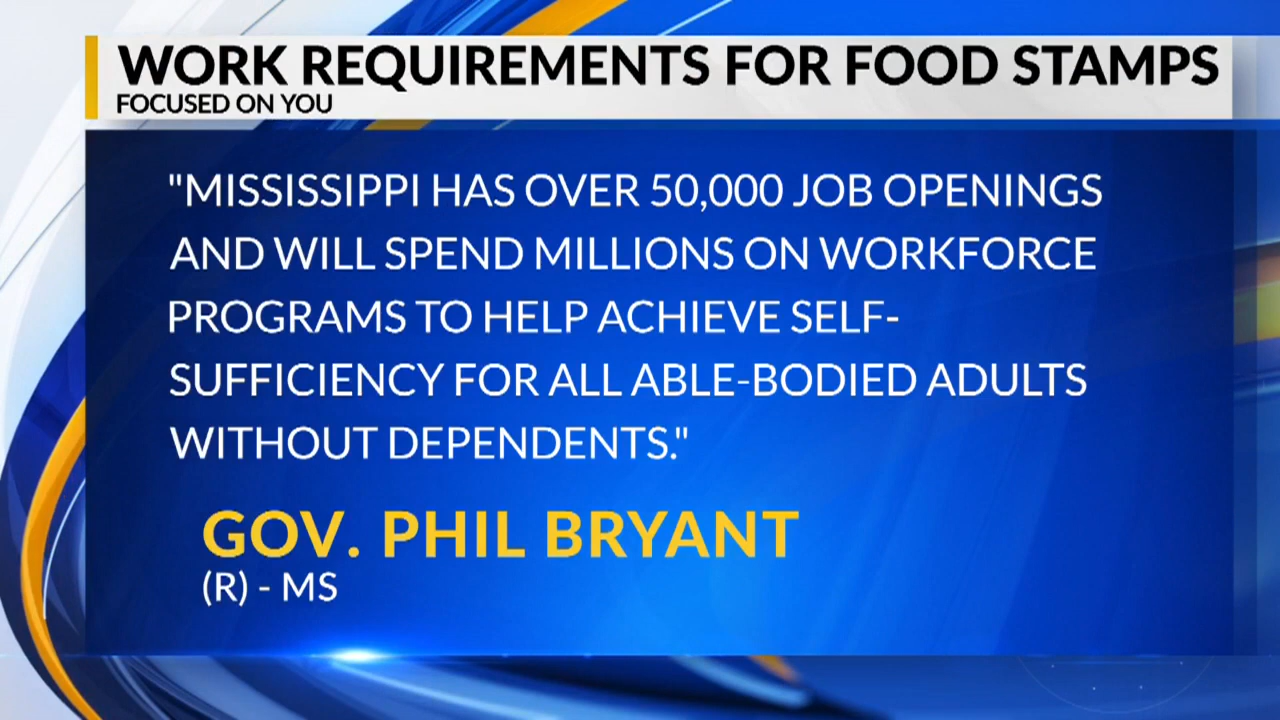 WORK REQUIREMENTS FOR FOOD STAMPS
FOCUSED ON YOU
"MISSISSIPPI HAS OVER 50,000 JOB OPENINGS
AND WILL SPEND MILLIONS ON WORKFORCE
PROGRAMS TO HELP ACHIEVE SELF-
SUFFICIENCY FOR ALL ABLE-BODIED ADULTS
WITHOUT DEPENDENTS."
GOV. PHIL BRYANT
(R) - MS